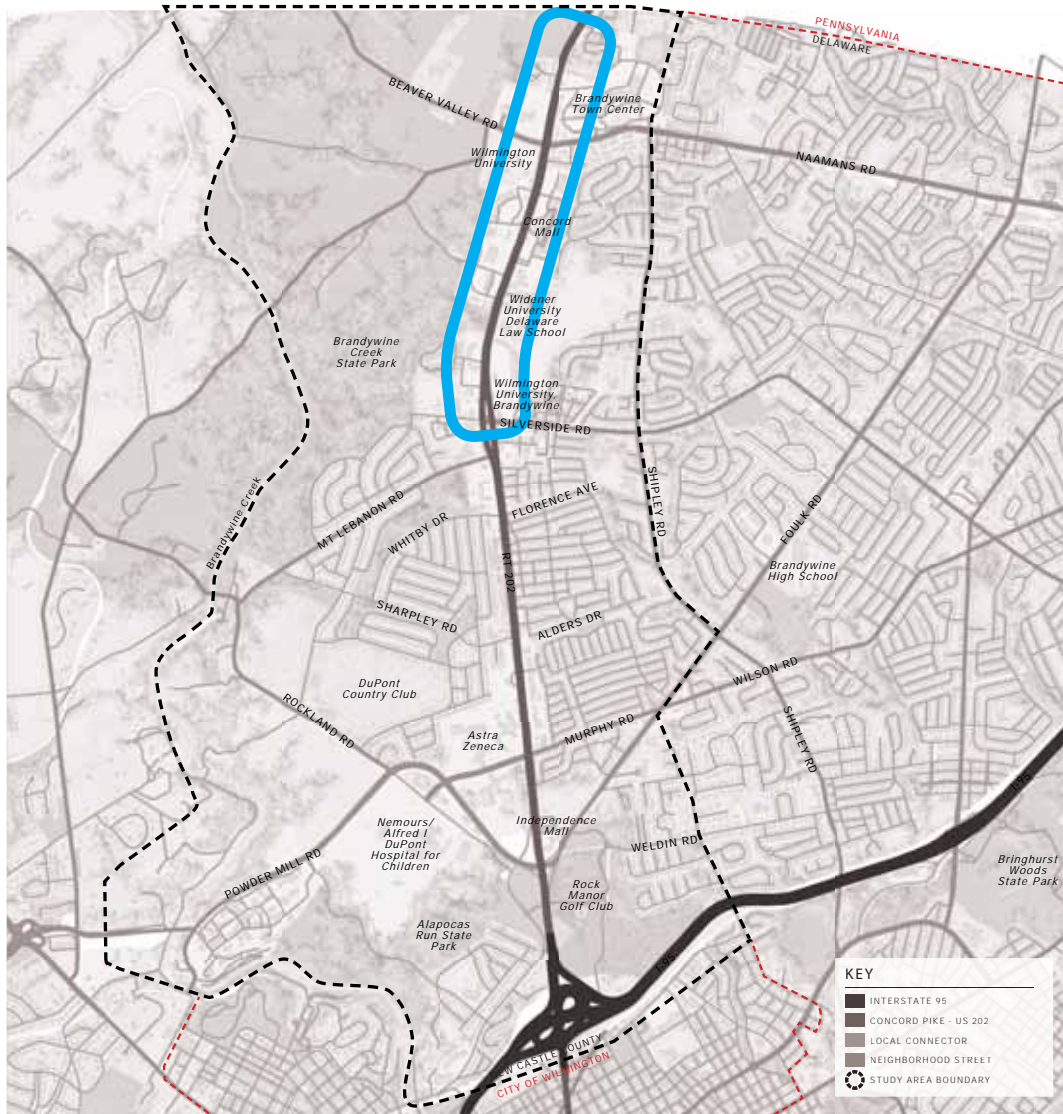 PENNSYLVANIA
DELAWARE
BEAVER VALLEY RD
Brandywine
Town Center
NAAMANS RD
Wilmington
University
Concord
Mall
Widener
University
Delaware
Law School
Brandywine
Creek
State Park
Wilmington
University,
Brandywine
SILVERSIDE RD
MT LEBANON RD
WHITBY DR
FLORENCE AVE
SHIPLEY RD
FOULK RD
Brandywine Creek
RT 202
Brandywine
High School
SHARPLEY RD
ALDERS DR
WILSON RD
DuPont
Country Club
ROCKLAND RD
MURPHY RD
SHIPLEY RD
Astra
Zeneca
I-95
Nemours/
Alfred I
DuPont
Hospital for
Children
Independence
Mall
WELDIN RD
POWDER MILL RD
Rock
Manor
Golf Club
Bringhurst
Woods
State Park
Alapocas
Run State
Park
I-95
EW CASTLE COUNTY
CITY OF WILMINGTON
KEY
INTERSTATE 95
CONCORD PIKE - US 202
LOCAL CONNECTOR
NEIGHBORHOOD STREET
STUDY AREA BOUNDARY